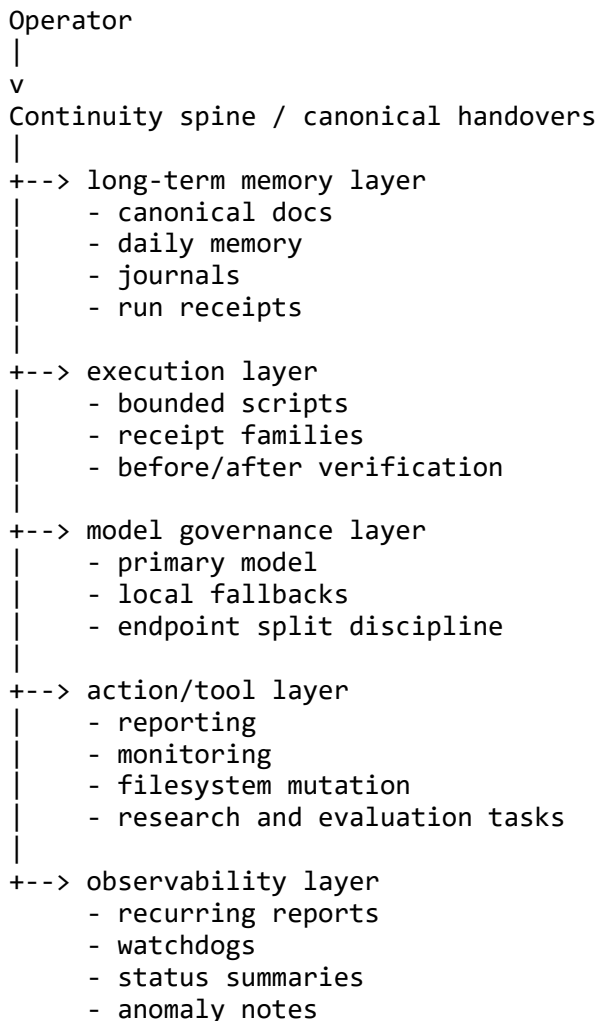 Operator
|
v
Continuity spine / canonical handovers
|
+--> long-term memory layer
|     - canonical docs
|     - daily memory
|     - journals
|     - run receipts
|
+--> execution layer
|     - bounded scripts
|     - receipt families
|     - before/after verification
|
+--> model governance layer
|     - primary model
|     - local fallbacks
|     - endpoint split discipline
|
+--> action/tool layer
|     - reporting
|     - monitoring
|     - filesystem mutation
|     - research and evaluation tasks
|
+--> observability layer
      - recurring reports
      - watchdogs
      - status summaries
      - anomaly notes